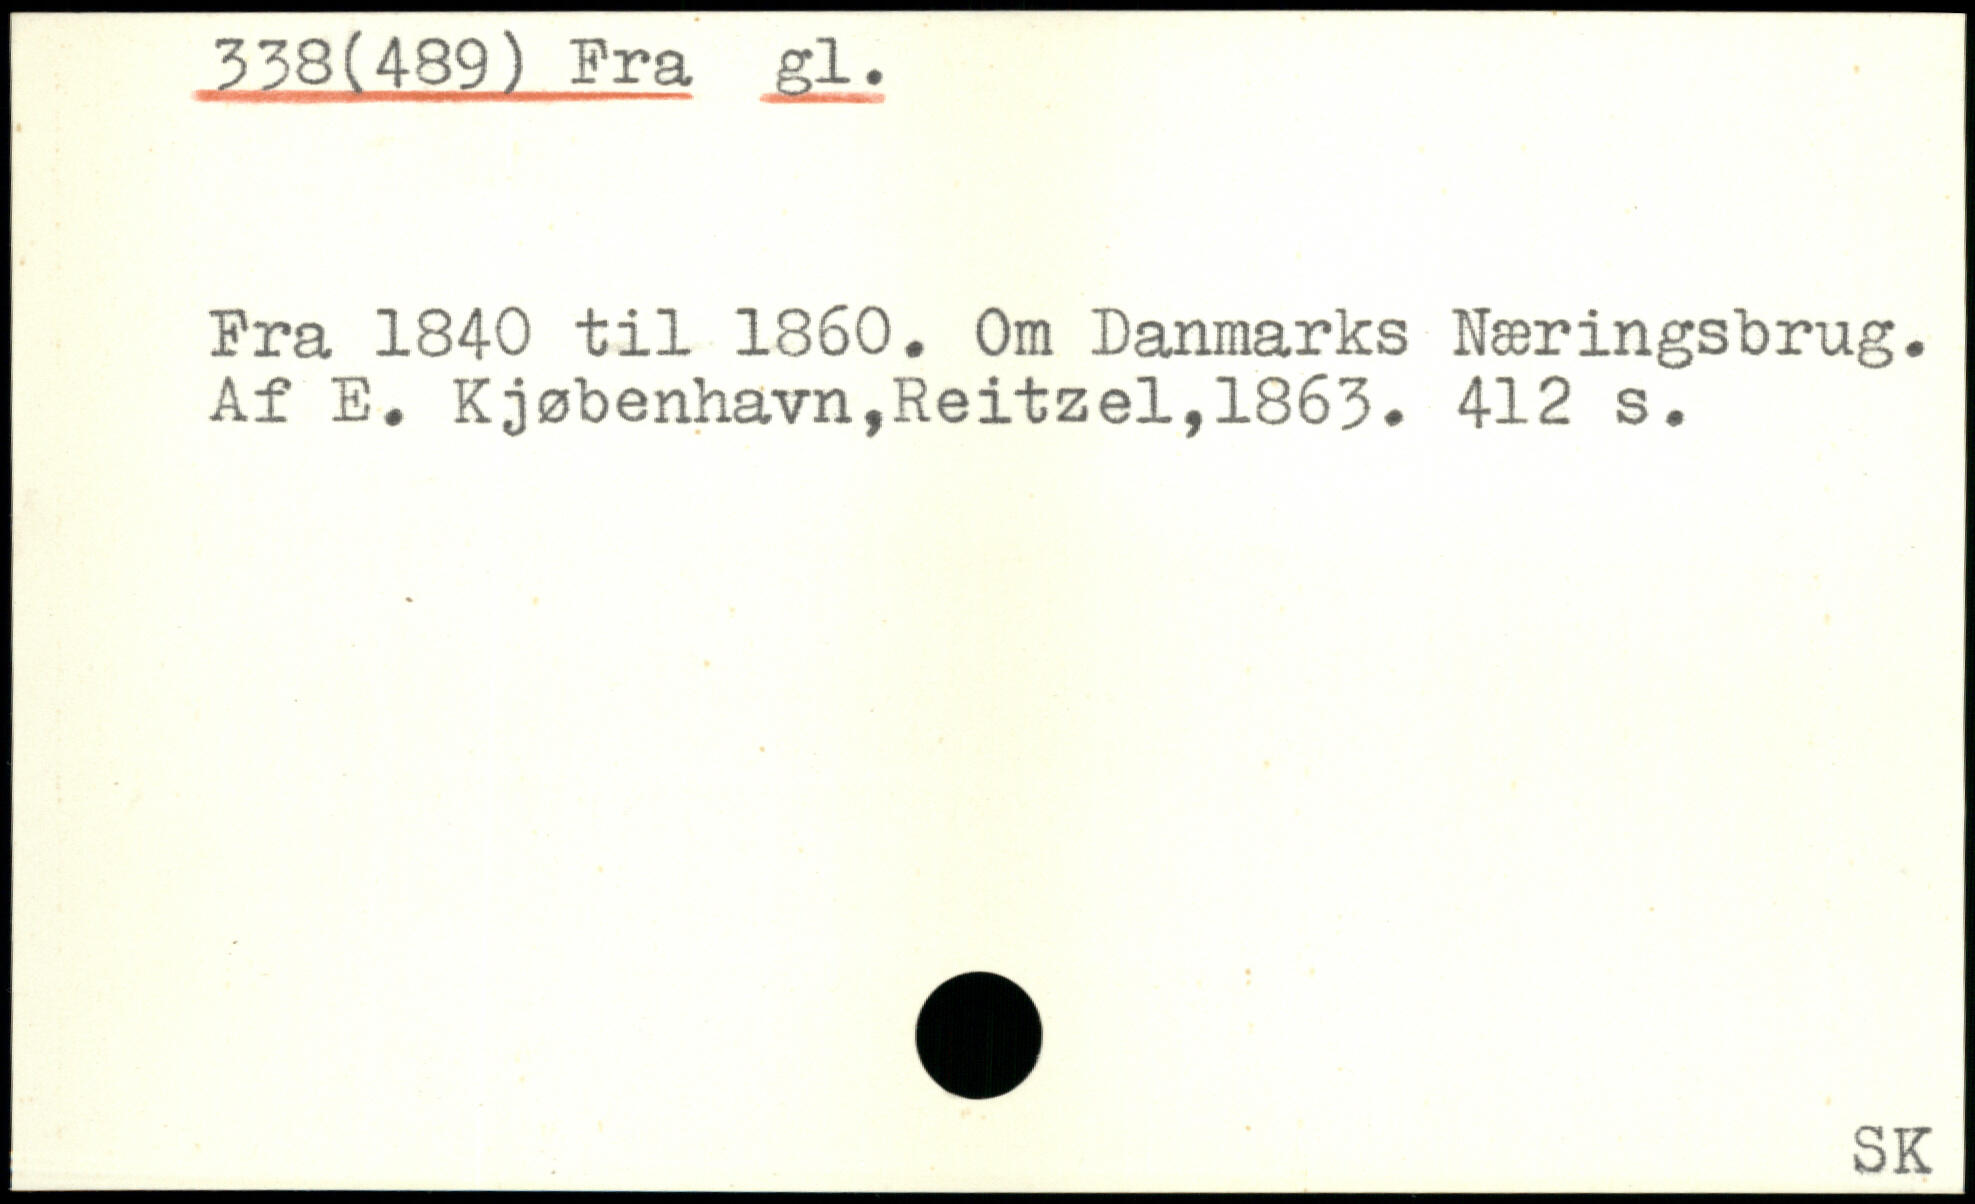 338(489) Fra gl.
Fra 1840 til 1860. Om Danmarks Næringsbrug.
Af E. Kjøbenhavn,Reitzel,1863. 412 s.
SK